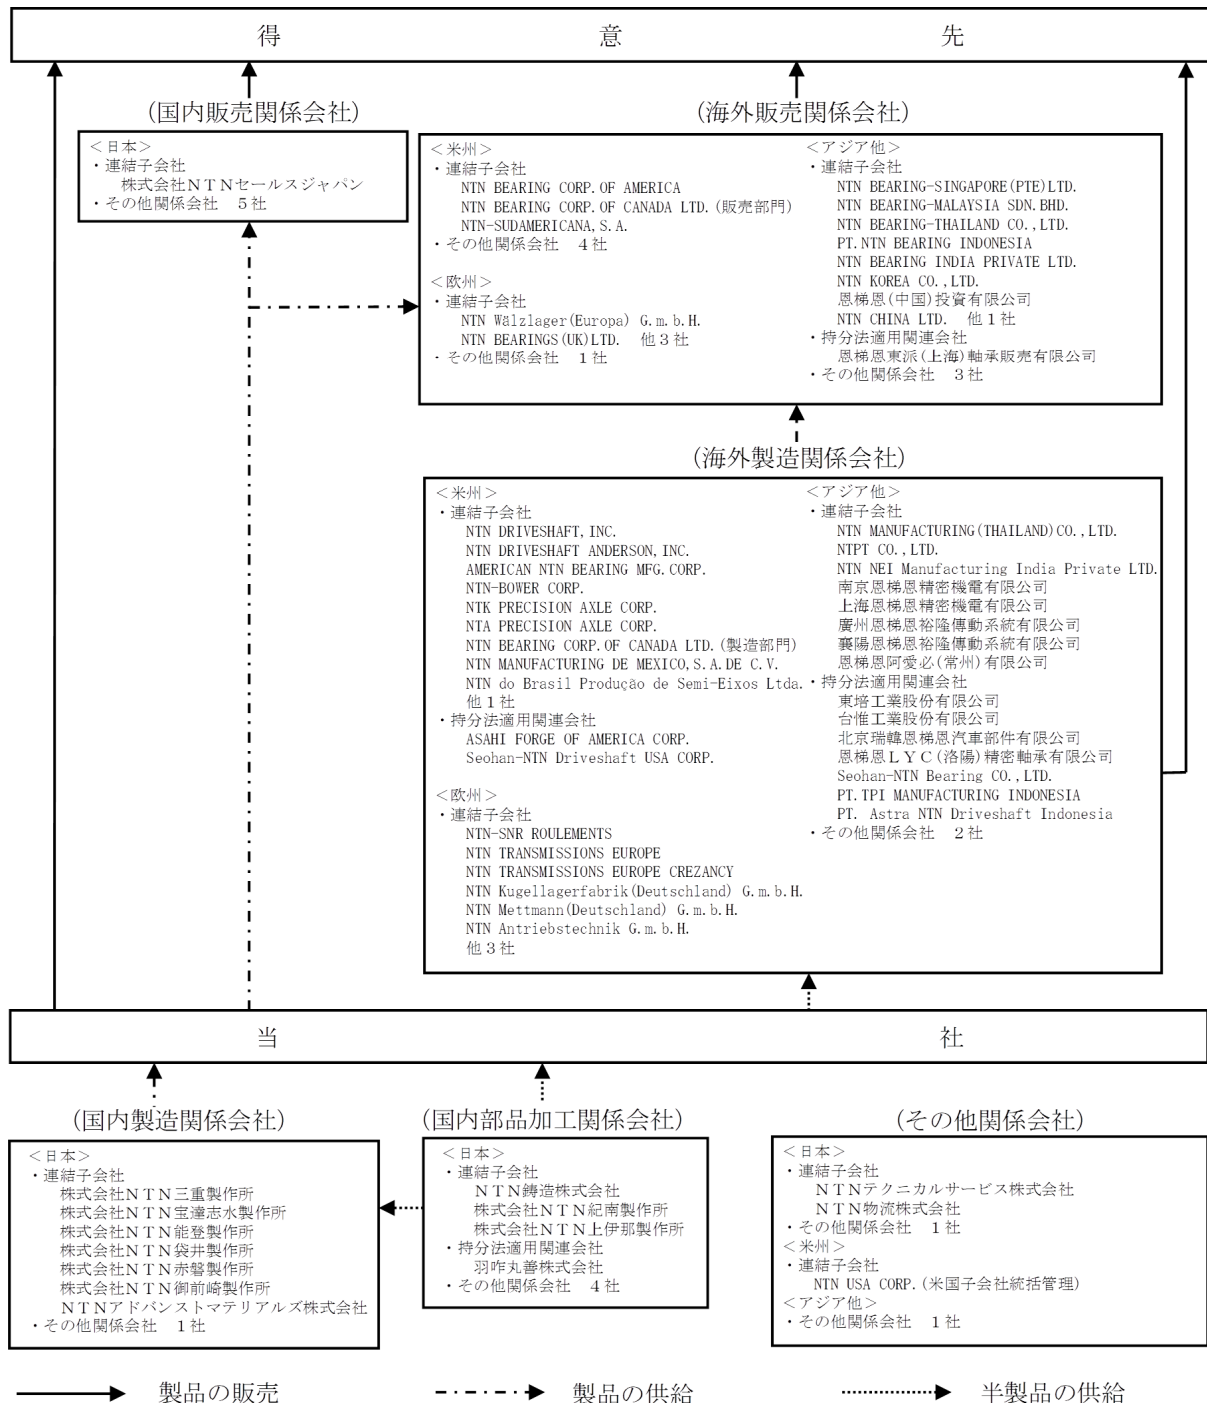 得意先
(国内販売関係会社)
＜日本＞
・連結子会社
株式会社ＮＴＮセールスジャパン
・その他関係会社　５社
(海外販売関係会社)
＜米州＞
・連結子会社
NTN BEARING CORP.OF AMERICA
NTN BEARING CORP.OF CANADA LTD.(販売部門)
NTN-SUDAMERICANA,S.A.
・その他関係会社　４社
＜欧州＞
・連結子会社
NTN Wälzlager(Europa) G.m.b.H.
NTN BEARINGS(UK)LTD.　他３社
・その他関係会社　１社
＜アジア他＞
・連結子会社
NTN BEARING-SINGAPORE(PTE)LTD.
NTN BEARING-MALAYSIA SDN.BHD.
NTN BEARING-THAILAND CO.,LTD.
PT.NTN BEARING INDONESIA
NTN BEARING INDIA PRIVATE LTD.
NTN KOREA CO.,LTD.
恩梯恩(中国)投資有限公司
NTN CHINA LTD.　他１社
・持分法適用関連会社
恩梯恩東派(上海)軸承販売有限公司
・その他関係会社　３社
(海外製造関係会社)
＜米州＞
・連結子会社
NTN DRIVESHAFT,INC.
NTN DRIVESHAFT ANDERSON,INC.
AMERICAN NTN BEARING MFG.CORP.
NTN-BOWER CORP.
NTK PRECISION AXLE CORP.
NTA PRECISION AXLE CORP.
NTN BEARING CORP.OF CANADA LTD.(製造部門)
NTN MANUFACTURING DE MEXICO,S.A.DE C.V.
NTN do Brasil Produção de Semi-Eixos Ltda.
他１社
・持分法適用関連会社
ASAHI FORGE OF AMERICA CORP.
Seohan-NTN Driveshaft USA CORP.
＜欧州＞
・連結子会社
NTN-SNR ROULEMENTS
NTN TRANSMISSIONS EUROPE
NTN TRANSMISSIONS EUROPE CREZANCY
NTN Kugellagerfabrik(Deutschland) G.m.b.H.
NTN Mettmann(Deutschland) G.m.b.H.
NTN Antriebstechnik G.m.b.H.
他３社
＜アジア他＞
・連結子会社
NTN MANUFACTURING(THAILAND)CO.,LTD.
NTPT CO.,LTD.
NTN NEI Manufacturing India Private LTD.
南京恩梯恩精密機電有限公司
上海恩梯恩精密機電有限公司
廣州恩梯恩裕隆傳動系統有限公司
襄陽恩梯恩裕隆傳動系統有限公司
恩梯恩阿愛必(常州)有限公司
・持分法適用関連会社
東培工業股份有限公司
台惟工業股份有限公司
北京瑞韓恩梯恩汽車部件有限公司
恩梯恩ＬＹＣ(洛陽)精密軸承有限公司
Seohan-NTN Bearing CO.,LTD.
PT.TPI MANUFACTURING INDONESIA
PT. Astra NTN Driveshaft Indonesia
・その他関係会社　２社
当社
(国内製造関係会社)
＜日本＞
・連結子会社
株式会社ＮＴＮ三重製作所
株式会社ＮＴＮ宝達志水製作所
株式会社ＮＴＮ能登製作所
株式会社ＮＴＮ袋井製作所
株式会社ＮＴＮ赤磐製作所
株式会社ＮＴＮ御前崎製作所
ＮＴＮアドバンストマテリアルズ株式会社
・その他関係会社　１社
(国内部品加工関係会社)
＜日本＞
・連結子会社
ＮＴＮ鋳造株式会社
株式会社ＮＴＮ紀南製作所
株式会社ＮＴＮ上伊那製作所
・持分法適用関連会社
羽咋丸善株式会社
・その他関係会社　４社
(その他関係会社)
＜日本＞
・連結子会社
ＮＴＮテクニカルサービス株式会社
ＮＴＮ物流株式会社
・その他関係会社　１社
＜米州＞
・連結子会社
NTN USA CORP.(米国子会社統括管理)
＜アジア他＞
・その他関係会社　１社
製品の販売
製品の供給
半製品の供給